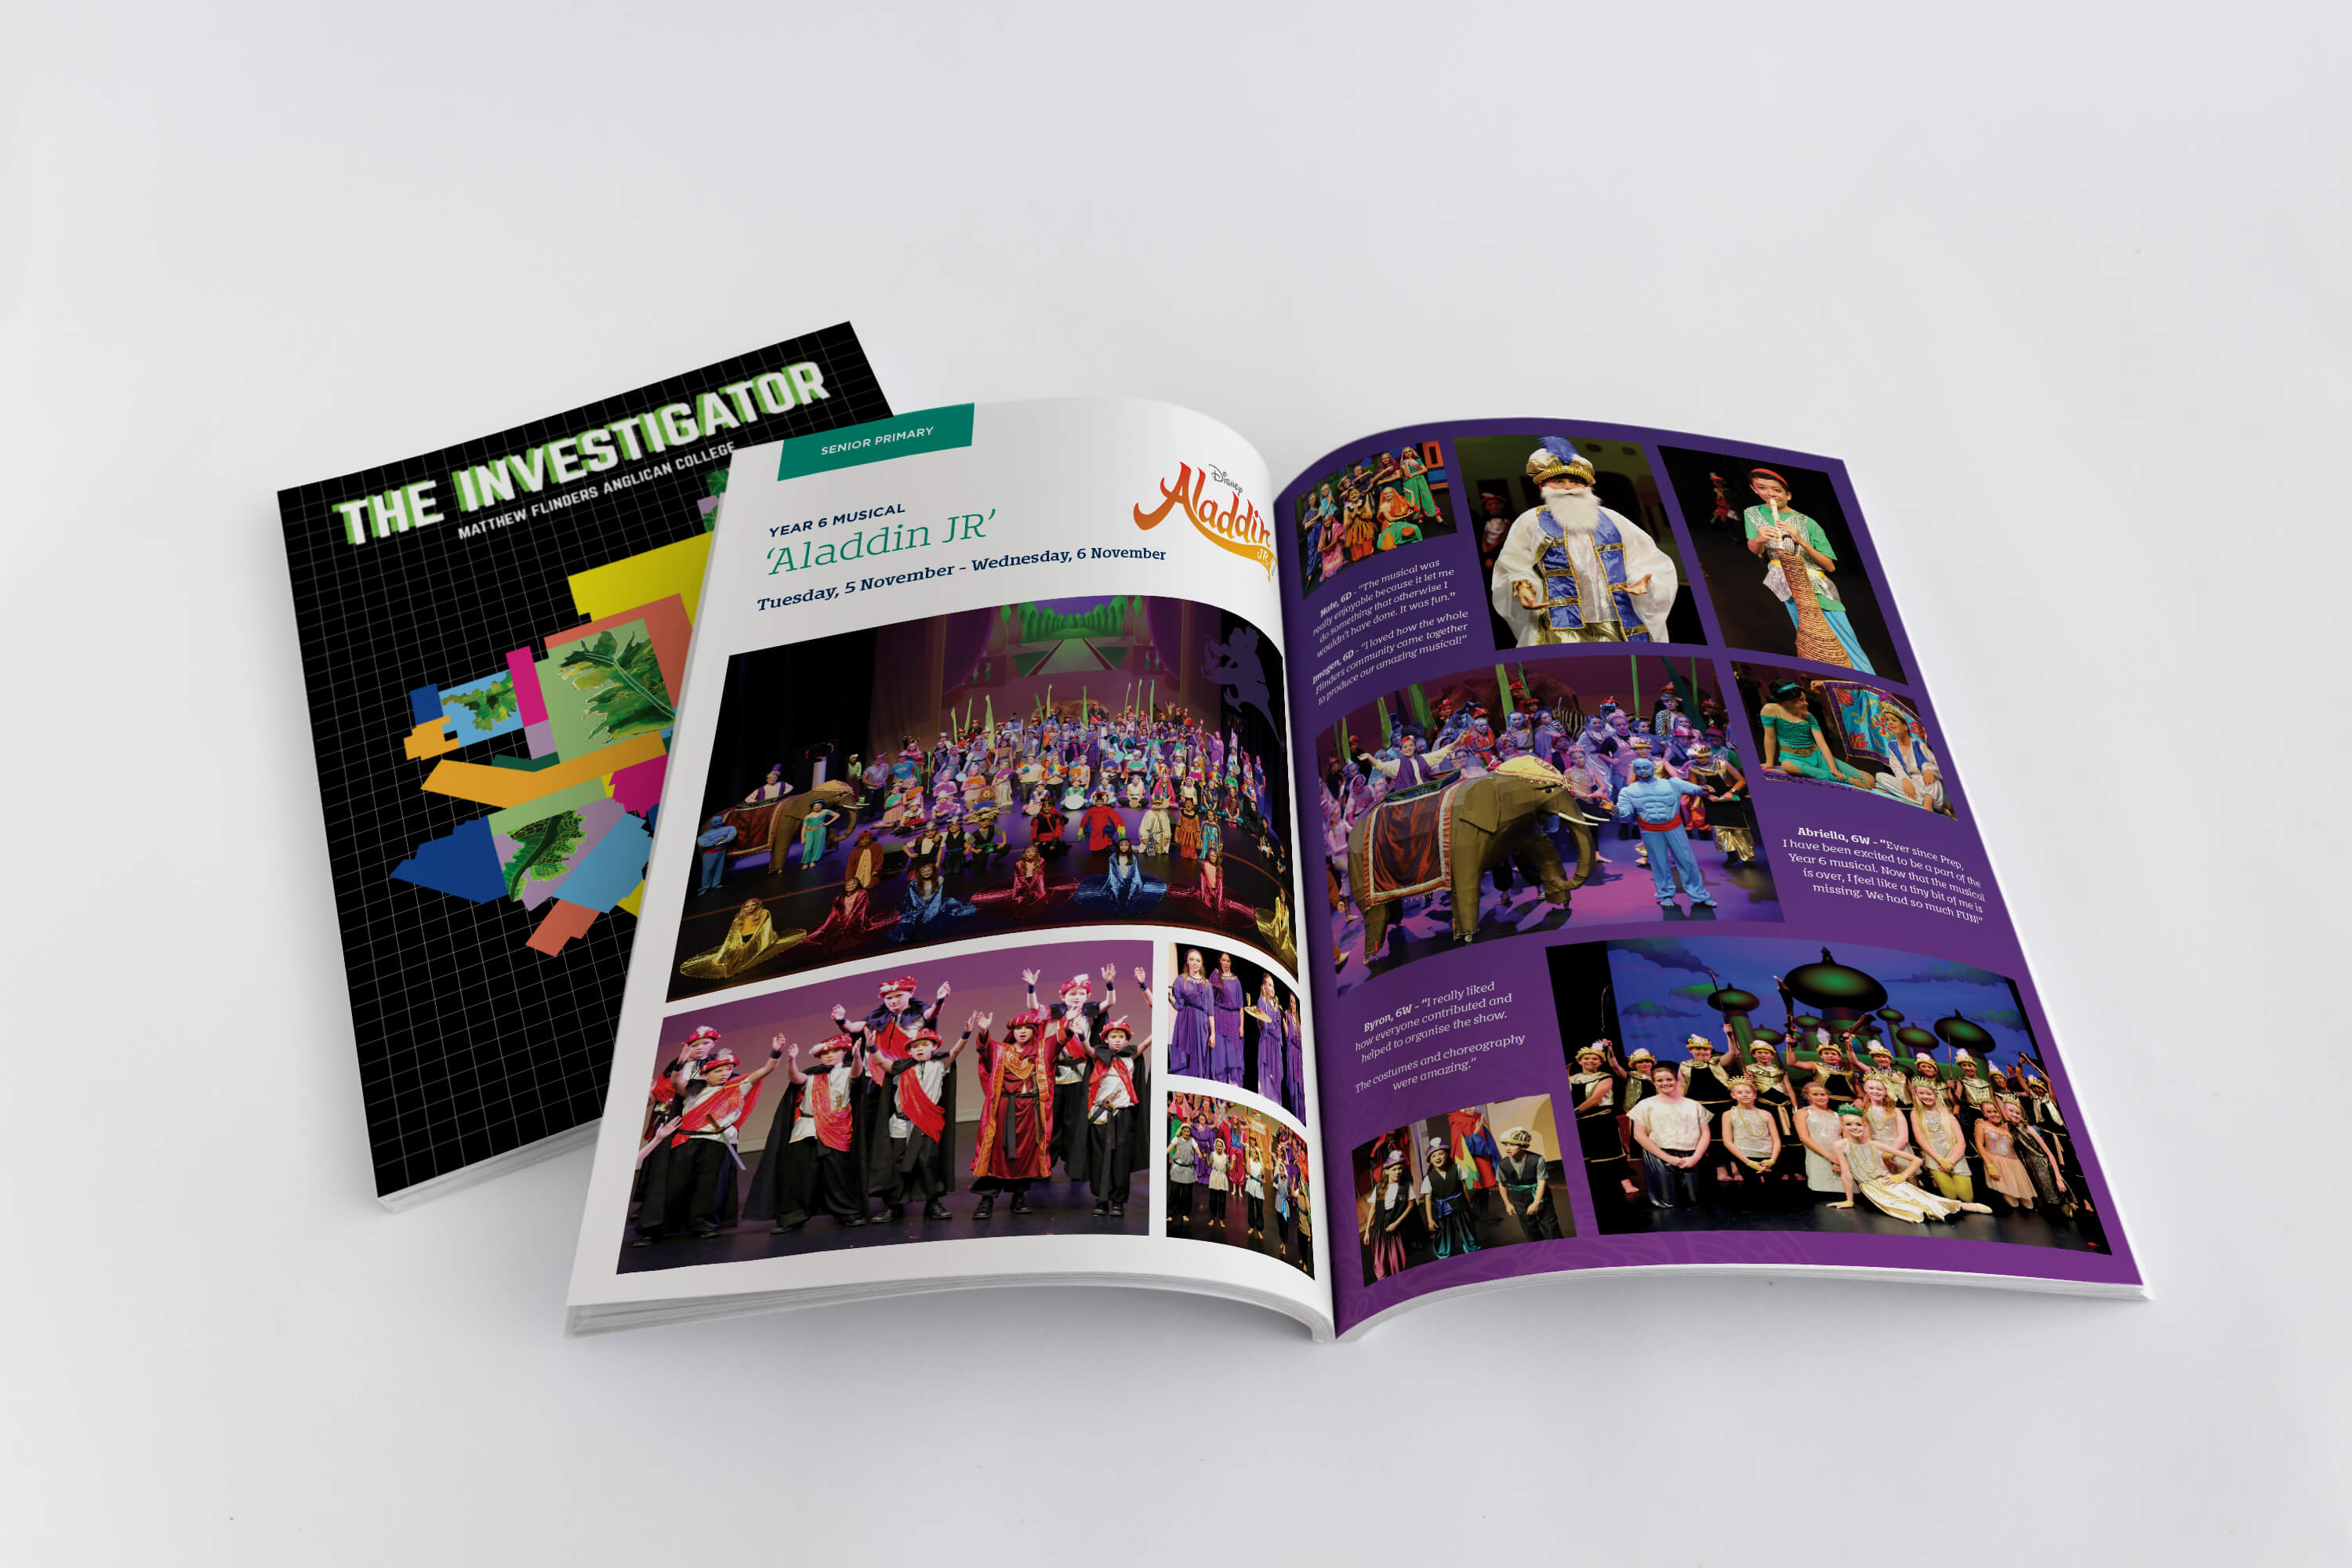 THE INVESTIGATOR
MATTHEW FLINDERS ANGLICAN COLLEGE
SENIOR PRIMARY
YEAR 6 MUSICAL
‘Aladdin JR’
Tuesday, 5 November - Wednesday, 6 November
Disney
Aladdin
JR
Nate, 6D - "The musical was
really enjoyable because it let me
do something that otherwise I
wouldn't have done. It was fun."
Imogen, 6D - "I loved how the whole
Flinders community came together
to produce our amazing musical!"
Abriella, 6W - "Ever since Prep,
I have been excited to be a part of the
Year 6 musical. Now that the musical
is over, I feel like a tiny bit of me is
missing. We had so much FUN!"
Byron, 6W - "I really liked
how everyone contributed and
helped to organise the show.
The costumes and choreography
were amazing."